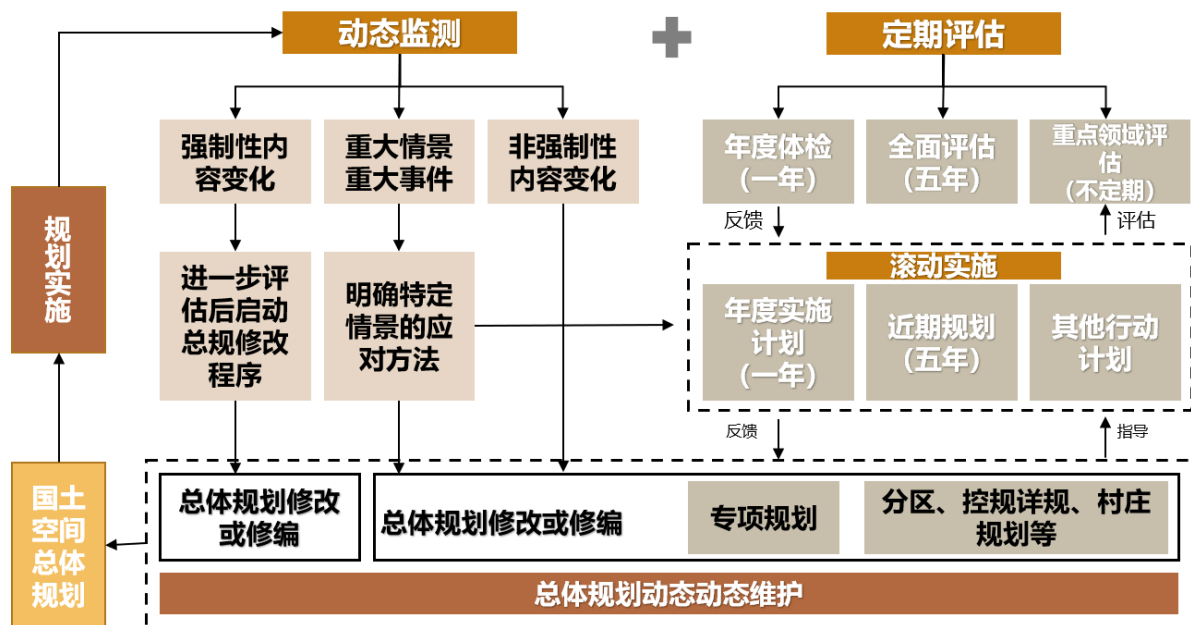 动态监测
定期评估
强制性内
容变化
重大情景
重大事件
非强制性
内容变化
年度体检
（一年）
全面评估
（五年）
重点领域评
估
（不定期）
反馈
评估
规
划
实
施
进一步评
估后启动
总规修改
程序
明确特定
情景的应
对方法
滚动实施
年度实施
计划
（一年）
近期规划
（五年）
其他行动
计划
反馈
指导
国土
空间
总体
规划
总体规划修改
或修编
总体规划修改或修编
专项规划
分区、控规详规、村庄
规划等
总体规划动态动态维护